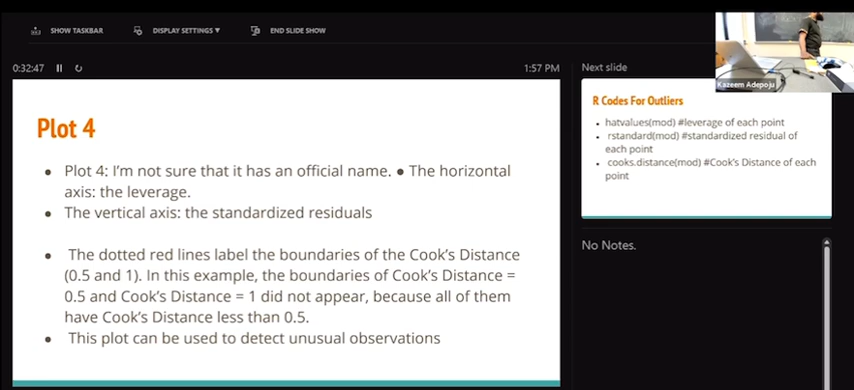 SHOW TASKBAR
DISPLAY SETTINGS ▼
END SLIDE SHOW
0:32:47
1:57 PM
Plot 4
• Plot 4: I'm not sure that it has an official name. ● The horizontal
axis: the leverage.
• The vertical axis: the standardized residuals
• The dotted red lines label the boundaries of the Cook's Distance
(0.5 and 1). In this example, the boundaries of Cook's Distance =
0.5 and Cook's Distance = 1 did not appear, because all of them
have Cook's Distance less than 0.5.
• This plot can be used to detect unusual observations
Next slide
R Codes For Outliers
• hatvalues(mod) #leverage of each point
• rstandard(mod) #standardized residual of
each point
• cooks.distance(mod) #Cook's Distance of each
point
No Notes.
Kazeem Adepoju